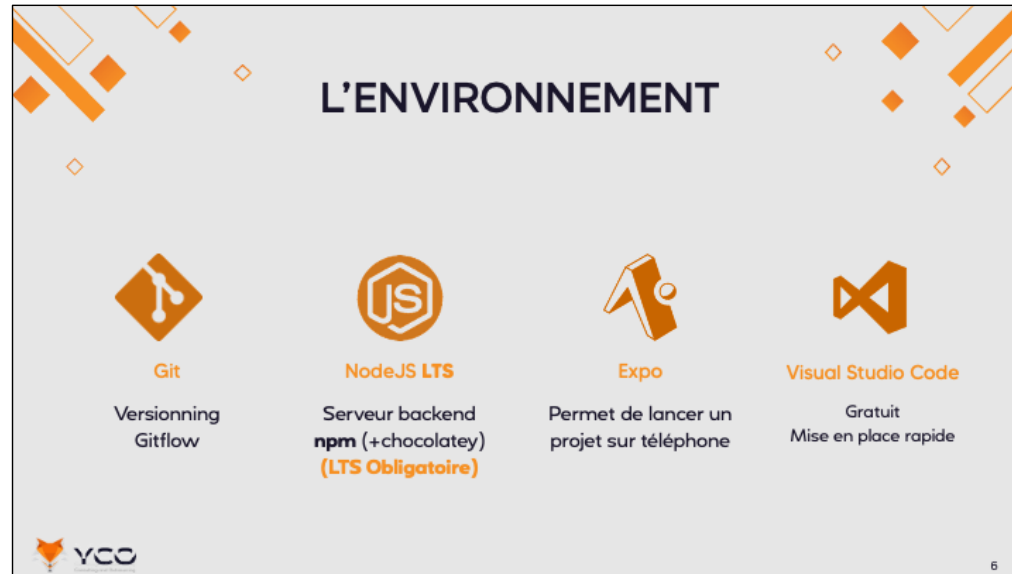 L'ENVIRONNEMENT
JS
Git
Versionning
Gitflow
NodeJS LTS
Serveur backend
npm (+chocolatey)
(LTS Obligatoire)
Expo
Permet de lancer un
projet sur téléphone
Visual Studio Code
Gratuit
Mise en place rapide
YCO
6